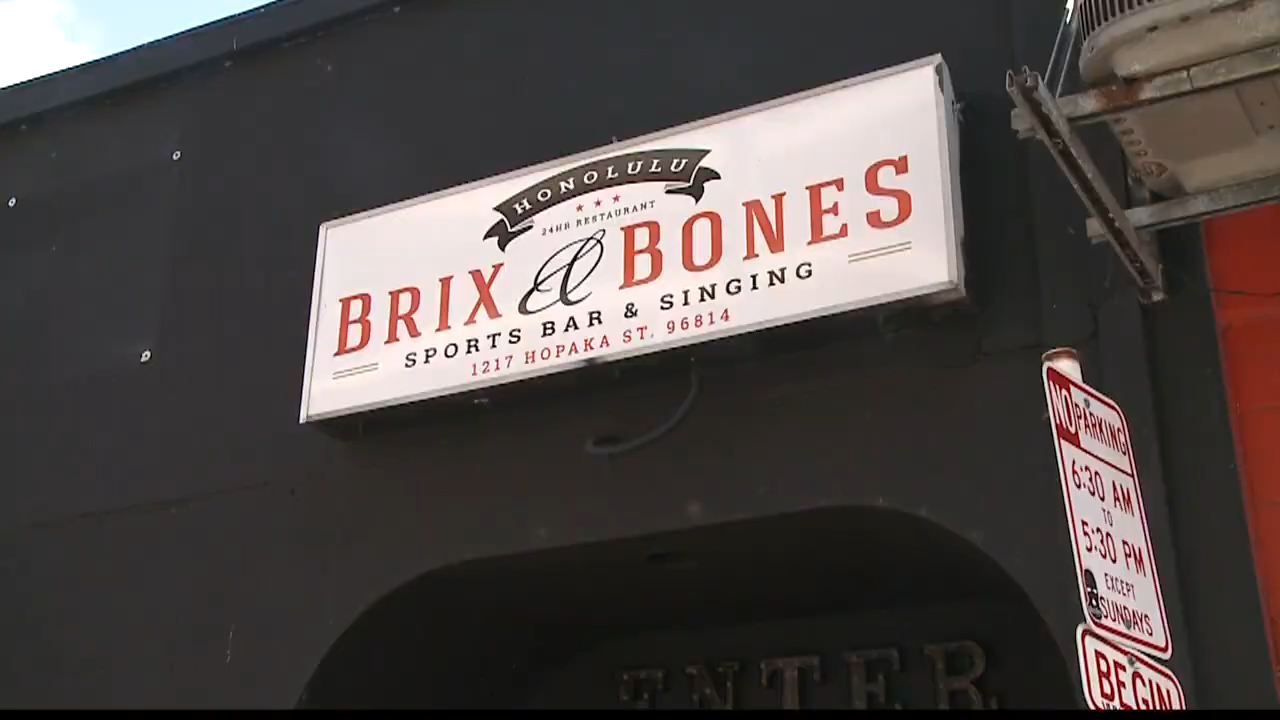 HONOLULU
24HR RESTAURANT
BRIX & BONES
SPORTS BAR & SINGING
1217 HOPAKA ST. 96814
NO PARKING
6:30 AM
TO
5:30 PM
EXCEPT
SUNDAYS
BEGIN
ENTER